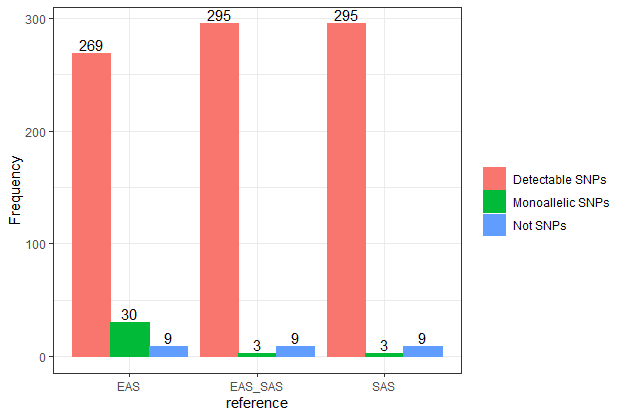 Frequency
300
200
100
0
269
30
9
295
3
9
295
3
9
EAS
EAS_SAS
SAS
reference
Detectable SNPs
Monoallelic SNPs
Not SNPs